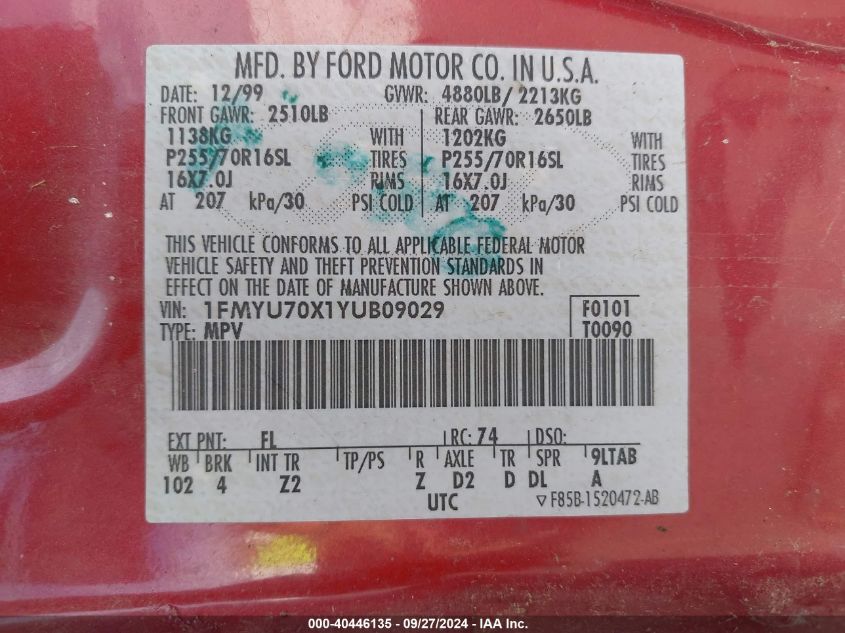 MFD. BY FORD MOTOR CO. IN U.S.A.
DATE: 12/99 GVWR: 4880LB/ 2213KG
FRONT GAWR: 2510LB REAR GAWR: 2650LB
1138KG WITH 1202KG WITH
P255/70R16SL TIRES P255/70R16SL TIRES
16X7.0J RIMS 16X7.0J RIMS
AT 207 kPa/30 PSI COLD AT 207 kPa/30 PSI COLD
THIS VEHICLE CONFORMS TO ALL APPLICABLE FEDERAL MOTOR
VEHICLE SAFETY AND THEFT PREVENTION STANDARDS IN
EFFECT ON THE DATE OF MANUFACTURE SHOWN ABOVE.
VIN: 1FMYU70X1YUB09029 F0101
TYPE: MPV T0090
EXT PNT: FL RC: 74 DSO:
WB BRK INT TR TP/PS R AXLE TR SPR 9LTAB
102 4 Z2 Z D2 D DL A
UTC ▽ F85B-1520472-AB
000-40446135 - 09/27/2024 - IAA Inc.